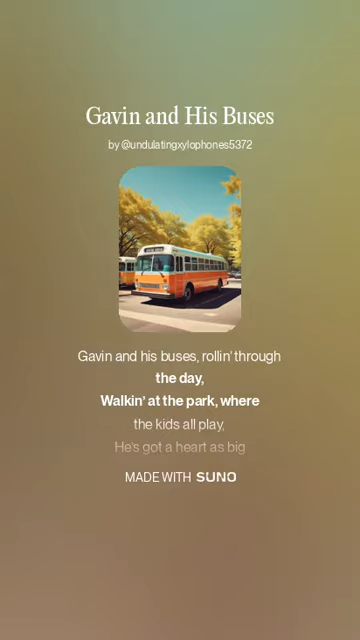 Gavin and His Buses
by @undulatingxylophones5372
Gavin and his buses, rollin' through
the day,
Walkin' at the park, where
the kids all play,
He's got a heart as big
MADE WITH SUNO